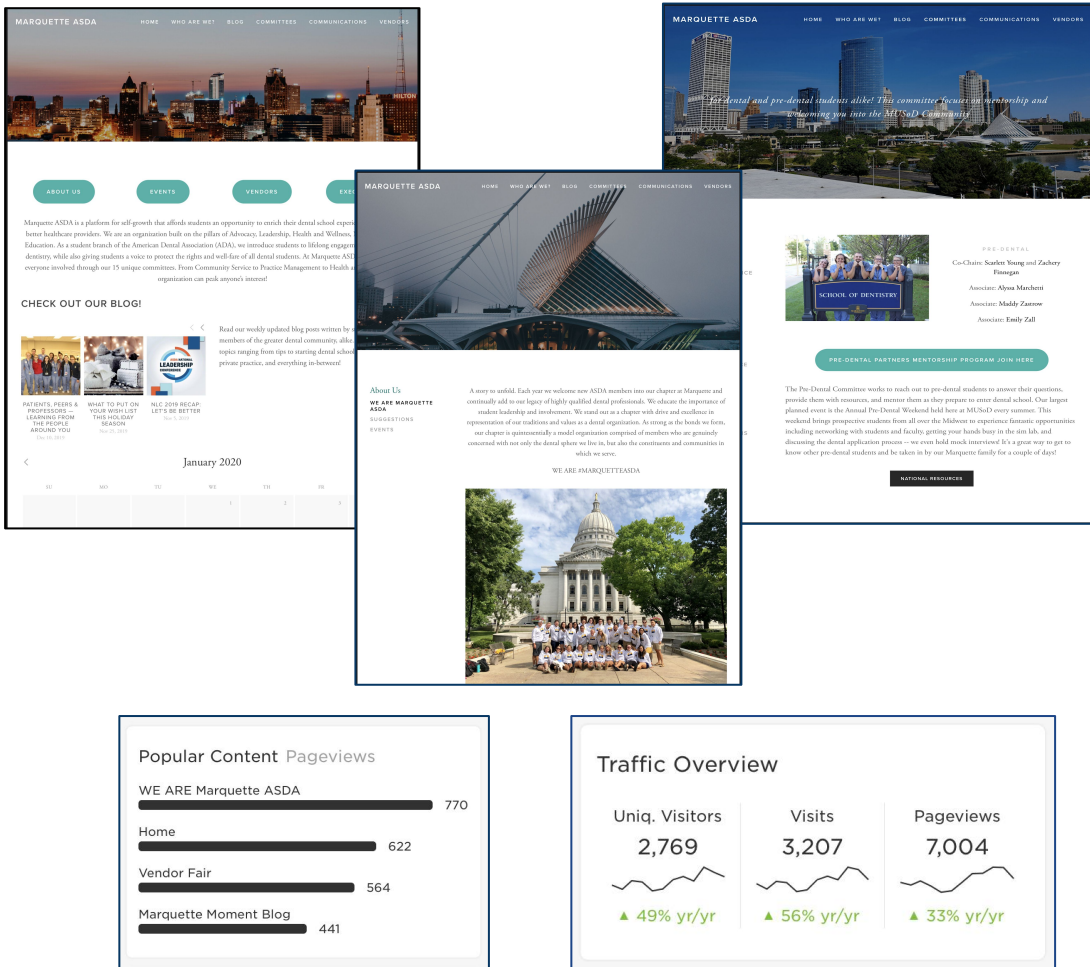 MARQUETTE ASDA
HOME WHO ARE WE? BLOG COMMITTEES COMMUNICATIONS VENDORS
HILTON
ABOUT US
EVENTS
VENDORS
Marquette ASDA is a platform for self-growth that affords students an opportunity to enrich their dental school
better healthcare providers. We are an organization built on the pillars of Advocacy, Leadership, Health and Wellness,
Education. As a student branch of the American Dental Association (ADA), we introduce students to lifelong
dentistry, while also giving students a voice to protect the rights and well-fare of all dental students. At Marquette
everyone involved through our 15 unique committees. From Community Service to Practice Management to Health
organization can peak anyone's interest!
CHECK OUT OUR BLOG!
LEADERSHIP
Read our weekly updated blog posts written by
members of the greater dental community, alike
topics ranging from tips to starting dental school
private practice, and everything in-between!
PATIENTS, PEERS &
PROFESSORS —
LEARNING FROM
THE PEOPLE
AROUND YOU
Dec 10, 2019
WHAT TO PUT ON
YOUR WISH LIST
THIS HOLIDAY
SEASON
Nov 25, 2019
NLC 2019 RECAP:
LET'S BE BETTER
January 2020
SU MO TU WE TH FR
1 2 3
MARQUETTE ASDA
HOME WHO ARE WE? BLOG COMMITTEES COMMUNICATIONS VENDORS
About Us
WE ARE MARQUETTE
ASDA
SUGGESTIONS
EVENTS
A story to unfold. Each year we welcome new ASDA members into our chapter at Marquette and
continually add to our legacy of highly qualified dental professionals. We educate the importance of
student leadership and involvement. We stand out as a chapter with drive and excellence in
representation of our traditions and values as a dental organization. As strong as the bonds we form,
our chapter is quintessentially a model organization comprised of members who are genuinely
concerned with not only the dental sphere we live in, but also the constituents and communities in
which we serve.
WE ARE #MARQUETTEASDA
MARQUETTE ASDA
HOME WHO ARE WE? BLOG COMMITTEES COMMUNICATIONS VENDORS
for dental and pre-dental students alike! This committee focuses on mentorship and
welcoming you into the MUSoD Community
SCHOOL OF DENTISTRY
PRE-DENTAL
Co-Chairs: Scarlett Young and Zachery
Finnegan
Associate: Alyssa Marchetti
Associate: Maddy Zastrow
Associate: Emily Zall
PRE-DENTAL PARTNERS MENTORSHIP PROGRAM JOIN HERE
The Pre-Dental Committee works to reach out to pre-dental students to answer their questions,
provide them with resources, and mentor them as they prepare to enter dental school. Our largest
planned event is the Annual Pre-Dental Weekend held here at MUSoD every summer. This
weekend brings prospective students from all over the Midwest to experience fantastic opportunities
including networking with students and faculty, getting your hands busy in the sim lab, and
discussing the dental application process -- we even hold mock interviews! It's a great way to get to
know other pre-dental students and be taken in by our Marquette family for a couple of days!
NATIONAL RESOURCES
Popular Content Pageviews
WE ARE Marquette ASDA
770
Home
622
Vendor Fair
564
Marquette Moment Blog
441
Traffic Overview
Uniq. Visitors
2,769
▲ 49% yr/yr
Visits
3,207
▲ 56% yr/yr
Pageviews
7,004
▲ 33% yr/yr